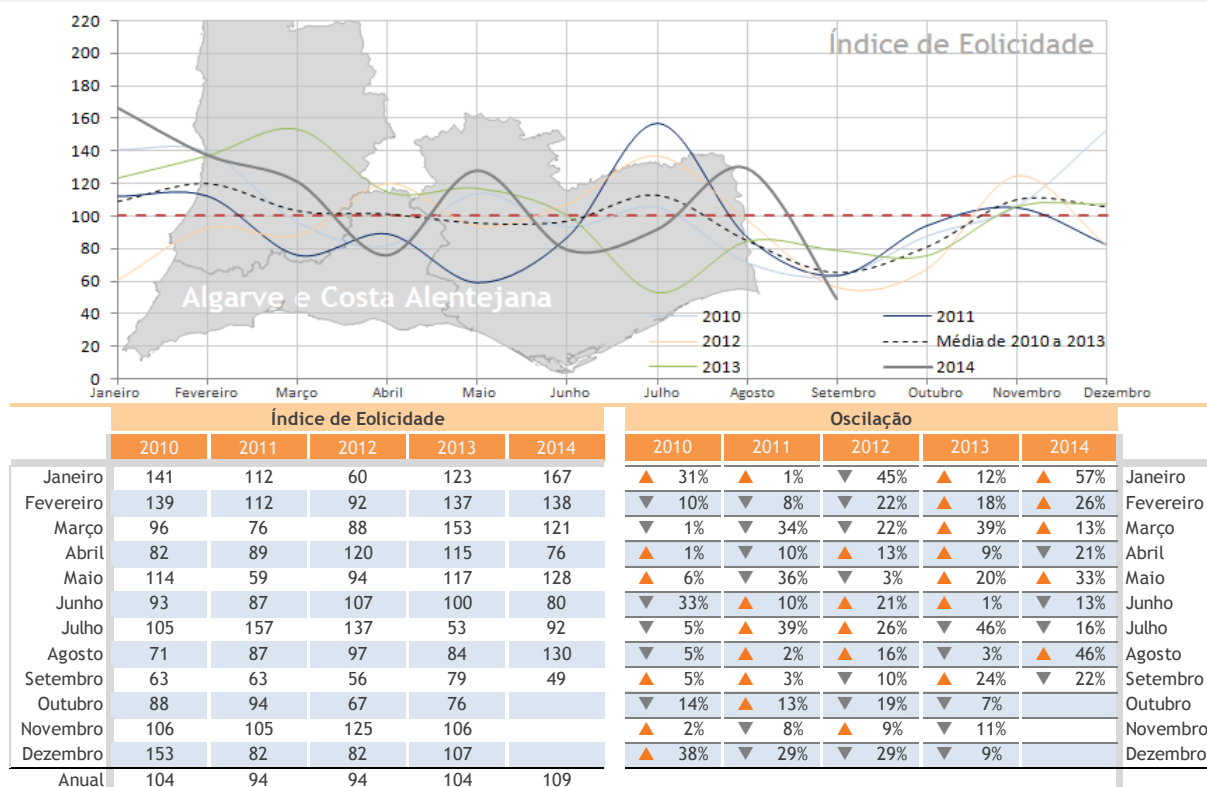 220
200
180
160
140
120
100
80
60
40
20
0
Índice de Eolicidade
Algarve e Costa Alentejana
2010 2011
2012 Média de 2010 a 2013
2013 2014
Janeiro Fevereiro Março Abril Maio Junho Julho Agosto Setembro Outubro Novembro Dezembro
Índice de Eolicidade Oscilação
2010 2011 2012 2013 2014 2010 2011 2012 2013 2014
Janeiro 141 112 60 123 167 ▲ 31% ▲ 1% ▼ 45% ▲ 12% ▲ 57% Janeiro
Fevereiro 139 112 92 137 138 ▼ 10% ▼ 8% ▼ 22% ▲ 18% ▲ 26% Fevereiro
Março 96 76 88 153 121 ▼ 1% ▼ 34% ▼ 22% ▲ 39% ▲ 13% Março
Abril 82 89 120 115 76 ▲ 1% ▼ 10% ▲ 13% ▲ 9% ▼ 21% Abril
Maio 114 59 94 117 128 ▲ 6% ▼ 36% ▼ 3% ▲ 20% ▲ 33% Maio
Junho 93 87 107 100 80 ▼ 33% ▲ 10% ▲ 21% ▲ 1% ▼ 13% Junho
Julho 105 157 137 53 92 ▼ 5% ▲ 39% ▲ 26% ▼ 46% ▼ 16% Julho
Agosto 71 87 97 84 130 ▼ 5% ▲ 2% ▲ 16% ▼ 3% ▲ 46% Agosto
Setembro 63 63 56 79 49 ▲ 5% ▲ 3% ▼ 10% ▲ 24% ▼ 22% Setembro
Outubro 88 94 67 76 ▼ 14% ▲ 13% ▼ 19% ▼ 7% Outubro
Novembro 106 105 125 106 ▲ 2% ▼ 8% ▲ 9% ▼ 11% Novembro
Dezembro 153 82 82 107 ▲ 38% ▼ 29% ▼ 29% ▼ 9% Dezembro
Anual 104 94 94 104 109